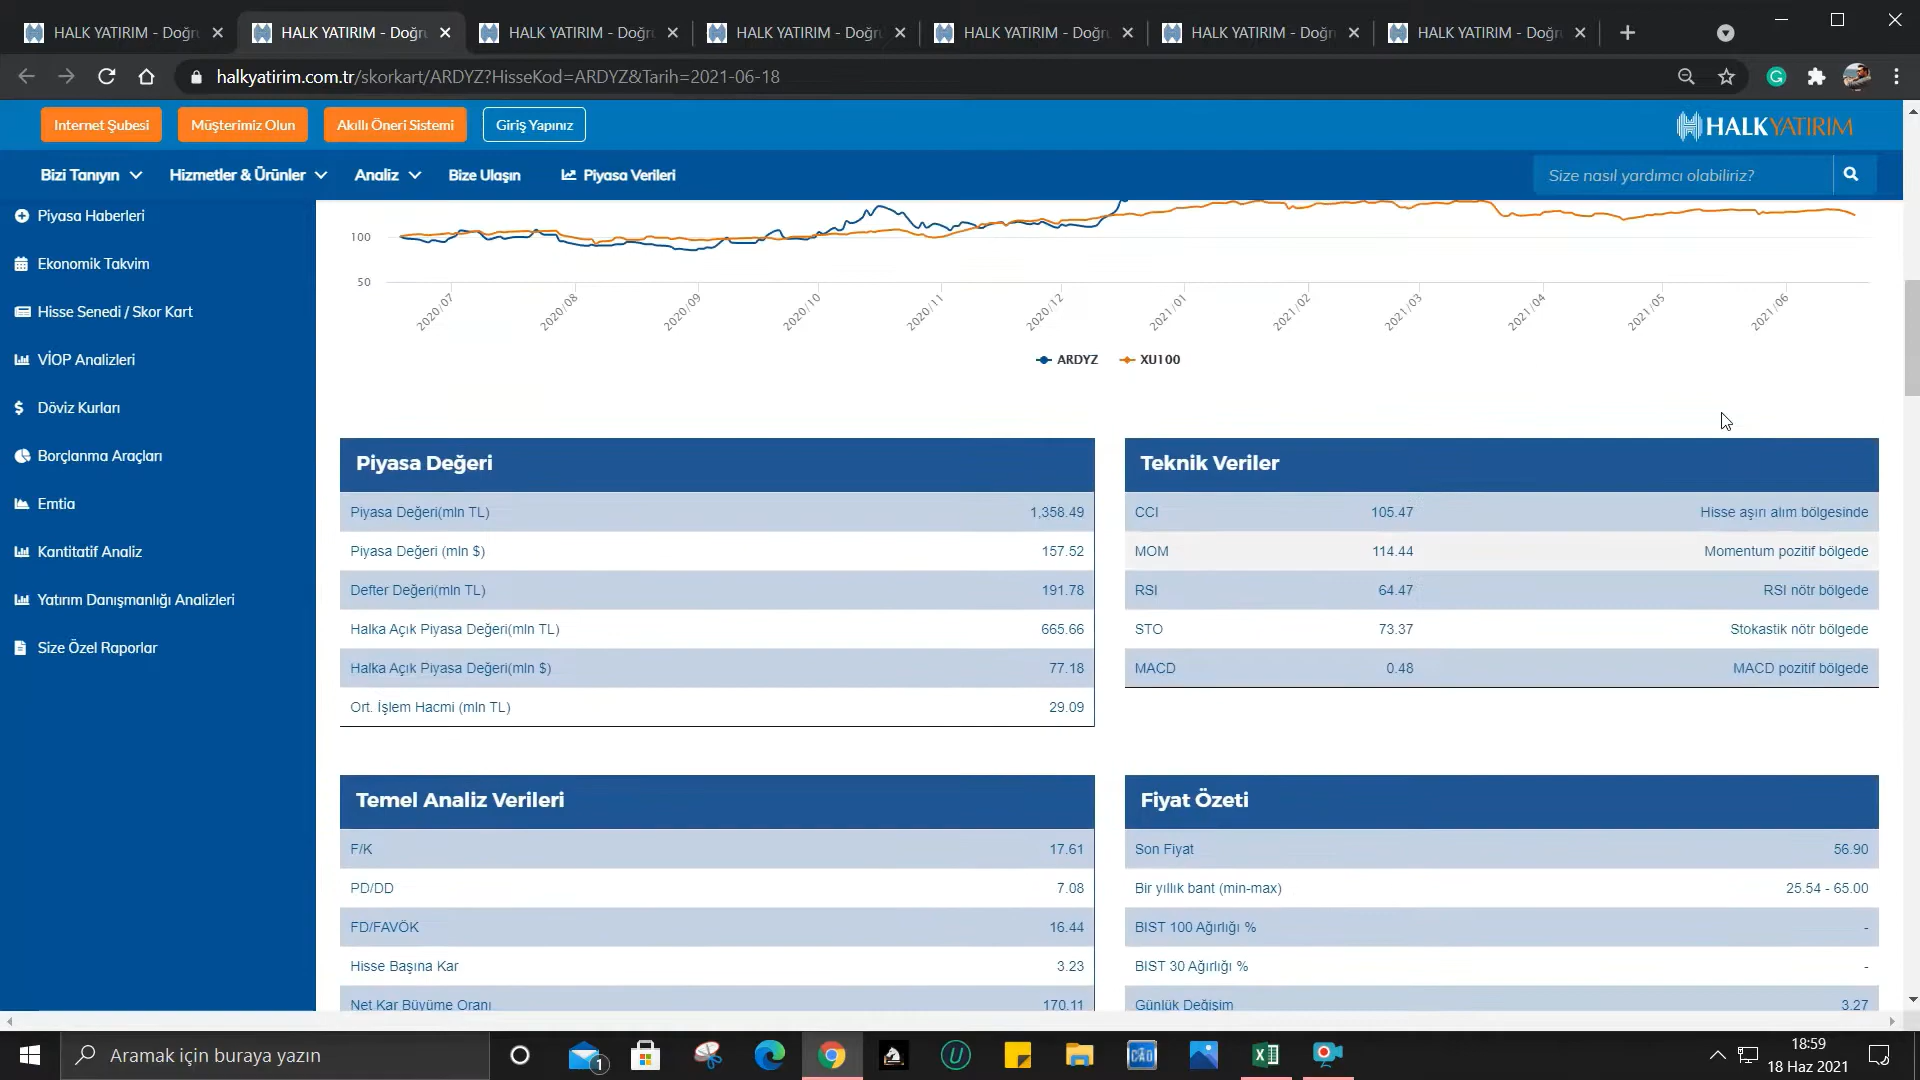 HALK YATIRIM - Doğru
HALK YATIRIM - Doğru
HALK YATIRIM - Doğru
HALK YATIRIM - Doğru
HALK YATIRIM - Doğru
HALK YATIRIM - Doğru
HALK YATIRIM - Doğru
halkyatirim.com.tr/skorkart/ARDYZ?HisseKod=ARDYZ&Tarih=2021-06-18
Internet Şubesi
Müşterimiz Olun
Akıllı Öneri Sistemi
Giriş Yapınız
HALKYATIRIM
Bizi Tanıyın
Hizmetler & Ürünler
Analiz
Bize Ulaşın
Piyasa Verileri
Size nasıl yardımcı olabiliriz?
Piyasa Haberleri
Ekonomik Takvim
Hisse Senedi / Skor Kart
VİOP Analizleri
Döviz Kurları
Borçlanma Araçları
Emtia
Kantitatif Analiz
Yatırım Danışmanlığı Analizleri
Size Özel Raporlar
100
50
2020/07
2020/08
2020/09
2020/10
2020/11
2020/12
2021/01
2021/02
2021/03
2021/04
2021/05
2021/06
ARDYZ
XU100
Piyasa Değeri
Piyasa Değeri(mln TL) 1,358.49
Piyasa Değeri (mln $) 157.52
Defter Değeri(mln TL) 191.78
Halka Açık Piyasa Değeri(mln TL) 665.66
Halka Açık Piyasa Değeri(mln $) 77.18
Ort. İşlem Hacmi (mln TL) 29.09
Teknik Veriler
CCI 105.47 Hisse aşırı alım bölgesinde
MOM 114.44 Momentum pozitif bölgede
RSI 64.47 RSI nötr bölgede
STO 73.37 Stokastik nötr bölgede
MACD 0.48 MACD pozitif bölgede
Temel Analiz Verileri
F/K 17.61
PD/DD 7.08
FD/FAVÖK 16.44
Hisse Başına Kar 3.23
Net Kar Büyüme Oranı 170.11
Fiyat Özeti
Son Fiyat 56.90
Bir yıllık bant (min-max) 25.54 - 65.00
BIST 100 Ağırlığı % -
BIST 30 Ağırlığı % -
Günlük Değişim 3.27
Aramak için buraya yazın
1
CAD
18:59
18 Haz 2021